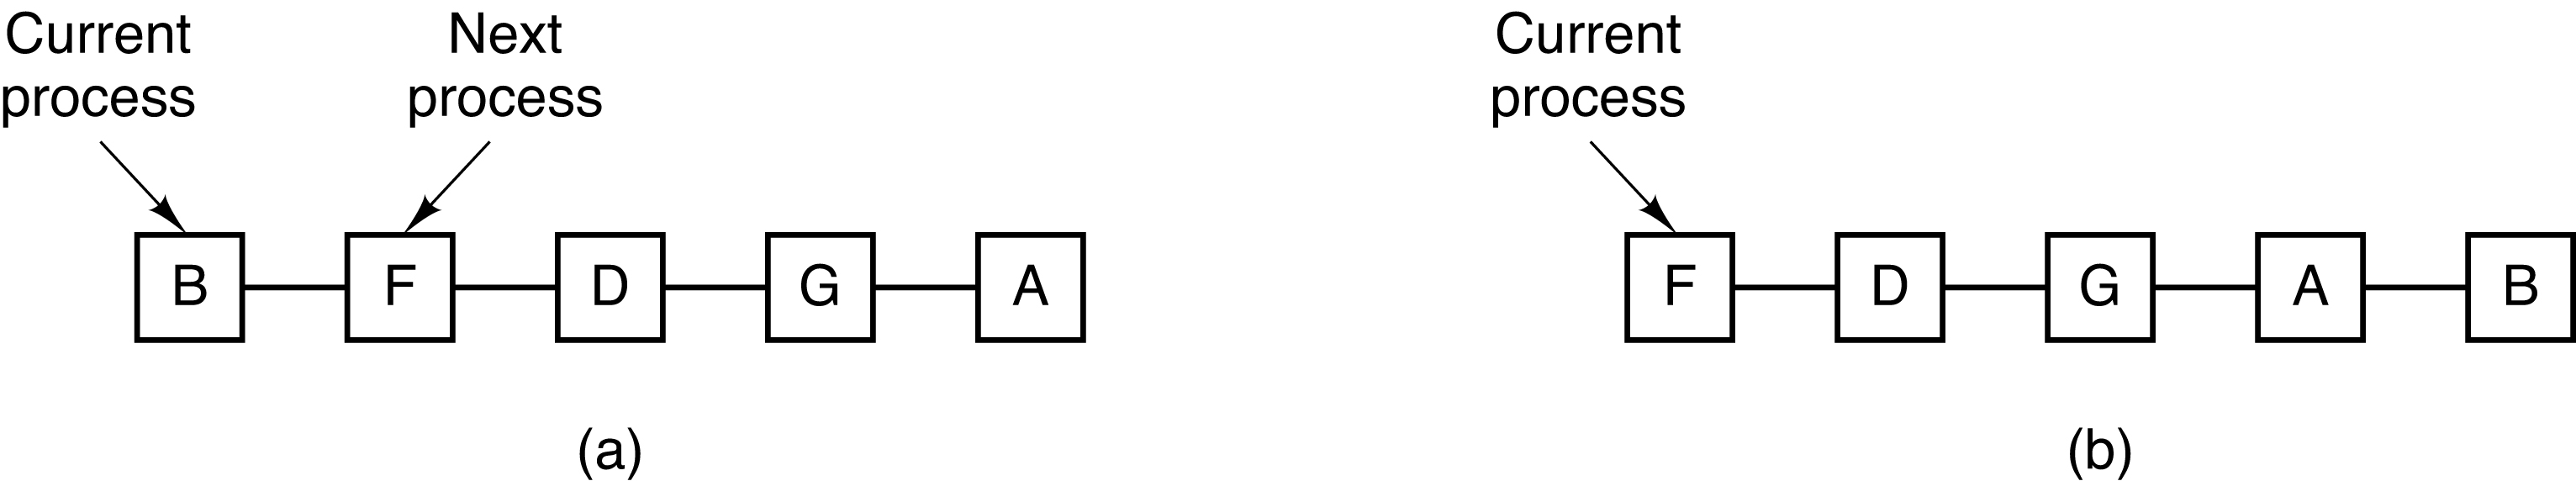 Current
process
Next
process
B F D G A
(a)
Current
process
F D G A B
(b)